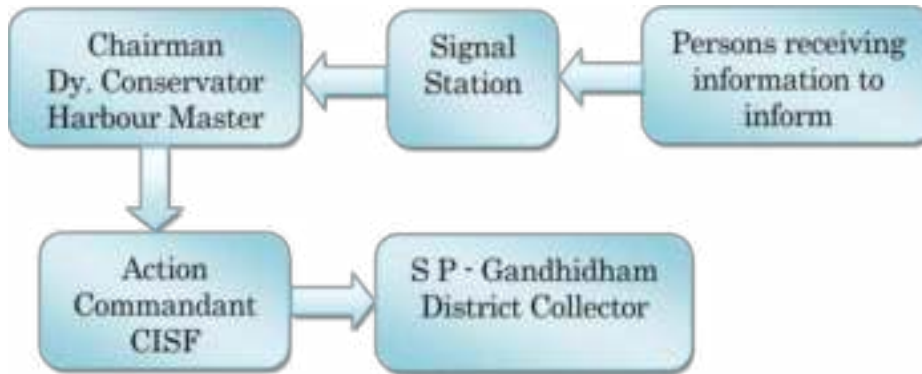 Chairman
Dy. Conservator
Harbour Master
Signal
Station
Persons receiving
information to
inform
Action
Commandant
CISF
S P - Gandhidham
District Collector